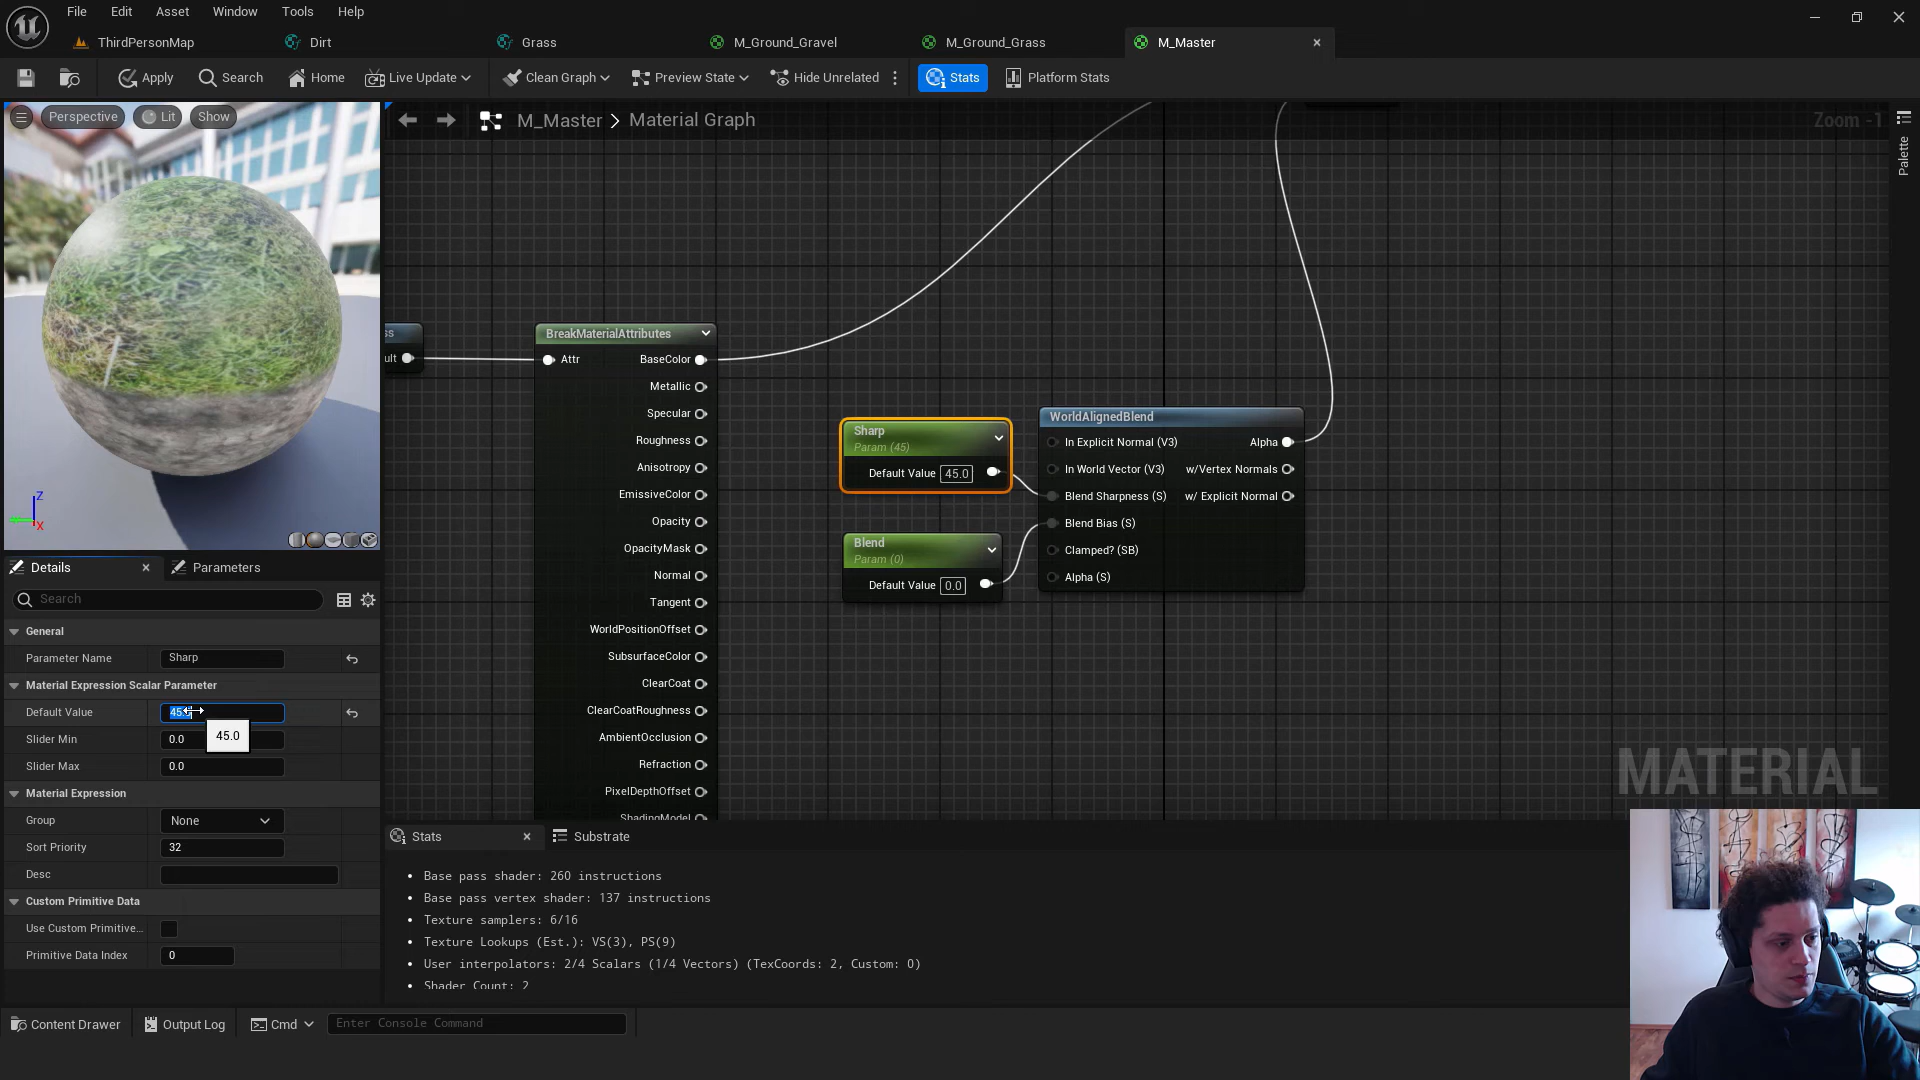 File Edit Asset Window Tools Help
ThirdPersonMap Dirt Grass M_Ground_Gravel M_Ground_Grass M_Master
Apply Search Home Live Update Clean Graph Preview State Hide Unrelated Stats Platform Stats
Perspective Lit Show
M_Master > Material Graph
Zoom -1
Palette
BreakMaterialAttributes
ult
Attr BaseColor
Metallic
Specular
Roughness
Anisotropy
EmissiveColor
Opacity
OpacityMask
Normal
Tangent
WorldPositionOffset
SubsurfaceColor
ClearCoat
ClearCoatRoughness
AmbientOcclusion
Refraction
PixelDepthOffset
ShadingModel
Sharp
Param (45)
Default Value 45.0
Blend
Param (0)
Default Value 0.0
WorldAlignedBlend
In Explicit Normal (V3) Alpha
In World Vector (V3) w/Vertex Normals
Blend Sharpness (S) w/ Explicit Normal
Blend Bias (S)
Clamped? (SB)
Alpha (S)
MATERIAL
Z
X
Details Parameters
Search
General
Parameter Name Sharp
Material Expression Scalar Parameter
Default Value 45.0
45.0
Slider Min 0.0
Slider Max 0.0
Material Expression
Group None
Sort Priority 32
Desc
Custom Primitive Data
Use Custom Primitive...
Primitive Data Index 0
Stats Substrate
• Base pass shader: 260 instructions
• Base pass vertex shader: 137 instructions
• Texture samplers: 6/16
• Texture Lookups (Est.): VS(3), PS(9)
• User interpolators: 2/4 Scalars (1/4 Vectors) (TexCoords: 2, Custom: 0)
• Shader Count: 2
Content Drawer Output Log Cmd Enter Console Command